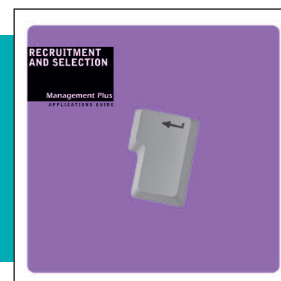 RECRUITMENT
AND SELECTION
Management Plus
APPLICATIONS GUIDE